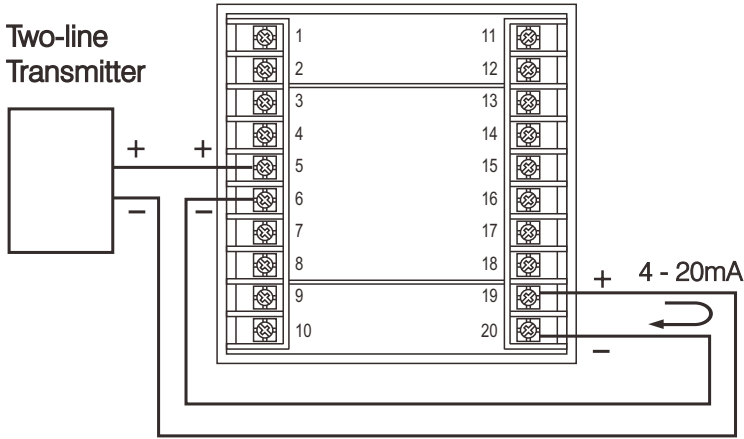 Two-line
Transmitter
1 11
2 12
3 13
4 14
+ + 5 15
− − 6 16
7 17
8 18
+ 4 - 20mA
9 19
10 20
−